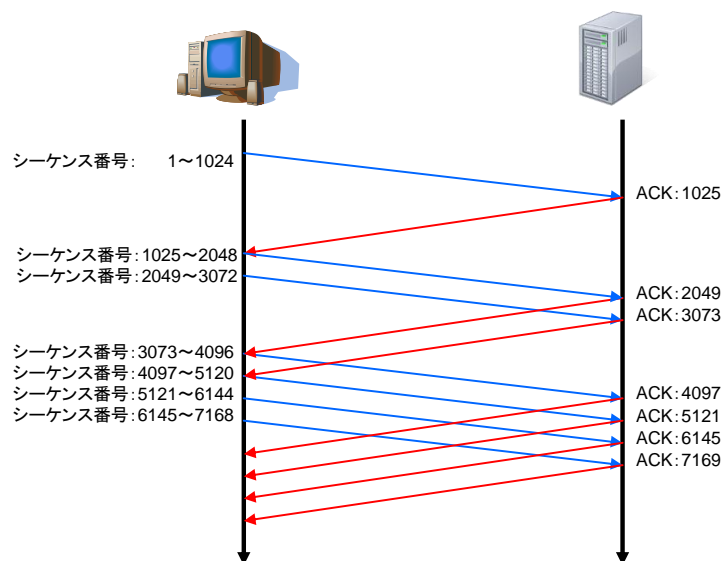 シーケンス番号: 1～1024
ACK:1025
シーケンス番号:1025～2048
シーケンス番号:2049～3072
ACK:2049
ACK:3073
シーケンス番号:3073～4096
シーケンス番号:4097～5120
シーケンス番号:5121～6144
シーケンス番号:6145～7168
ACK:4097
ACK:5121
ACK:6145
ACK:7169